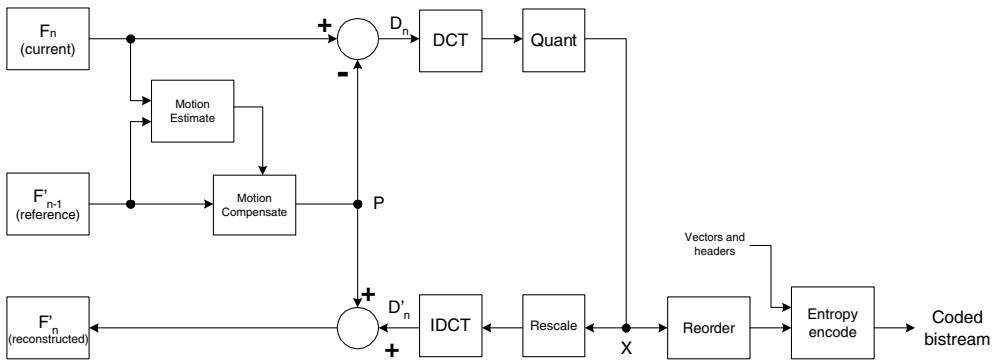 Fn
(current)
+
Dn
DCT
Quant
-
Motion
Estimate
F'n-1
(reference)
Motion
Compensate
P
Vectors and
headers
+
F'n
(reconstructed)
D'n
+
IDCT
Rescale
X
Reorder
Entropy
encode
Coded
bistream